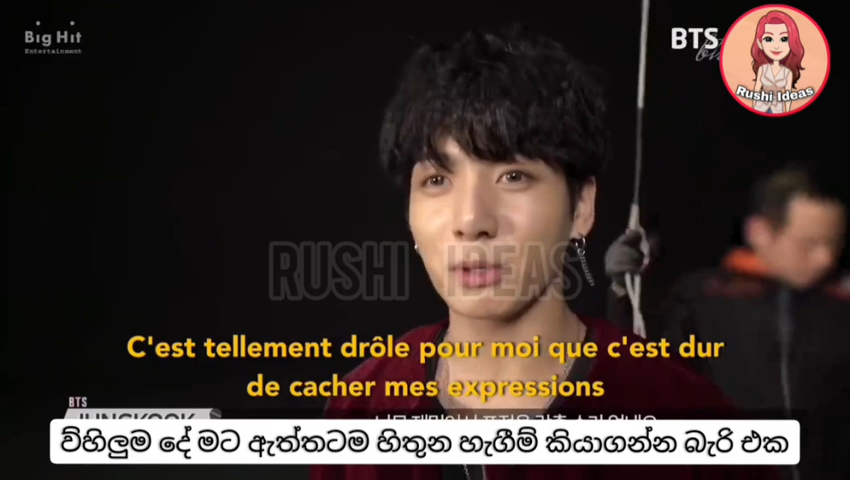 Big Hit
Entertainment
BTS
Rushi Ideas
RUSHI IDEAS
C'est tellement drôle pour moi que c'est dur
de cacher mes expressions
BTS
JUNGKOOK
විහිලුම දේ මට ඇත්තටම හිතුන හැගීම් කියාගන්න බැරි එක